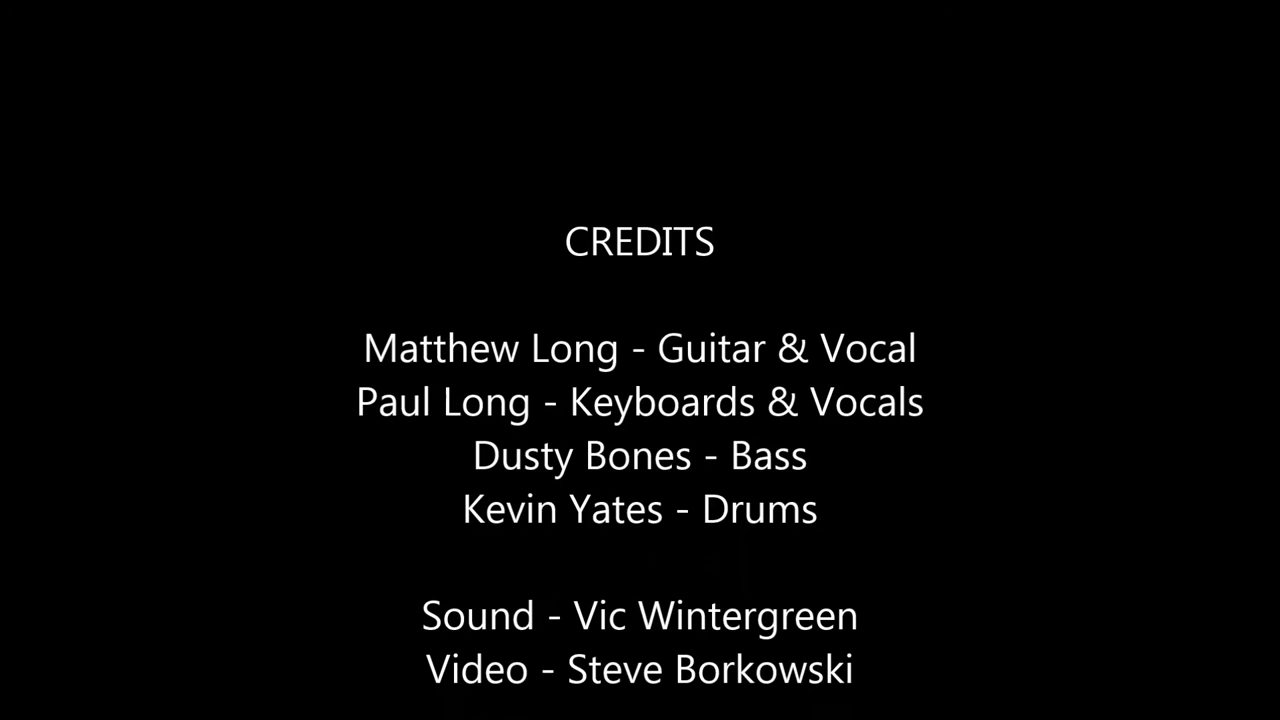 CREDITS
Matthew Long - Guitar & Vocal
Paul Long - Keyboards & Vocals
Dusty Bones - Bass
Kevin Yates - Drums
Sound - Vic Wintergreen
Video - Steve Borkowski